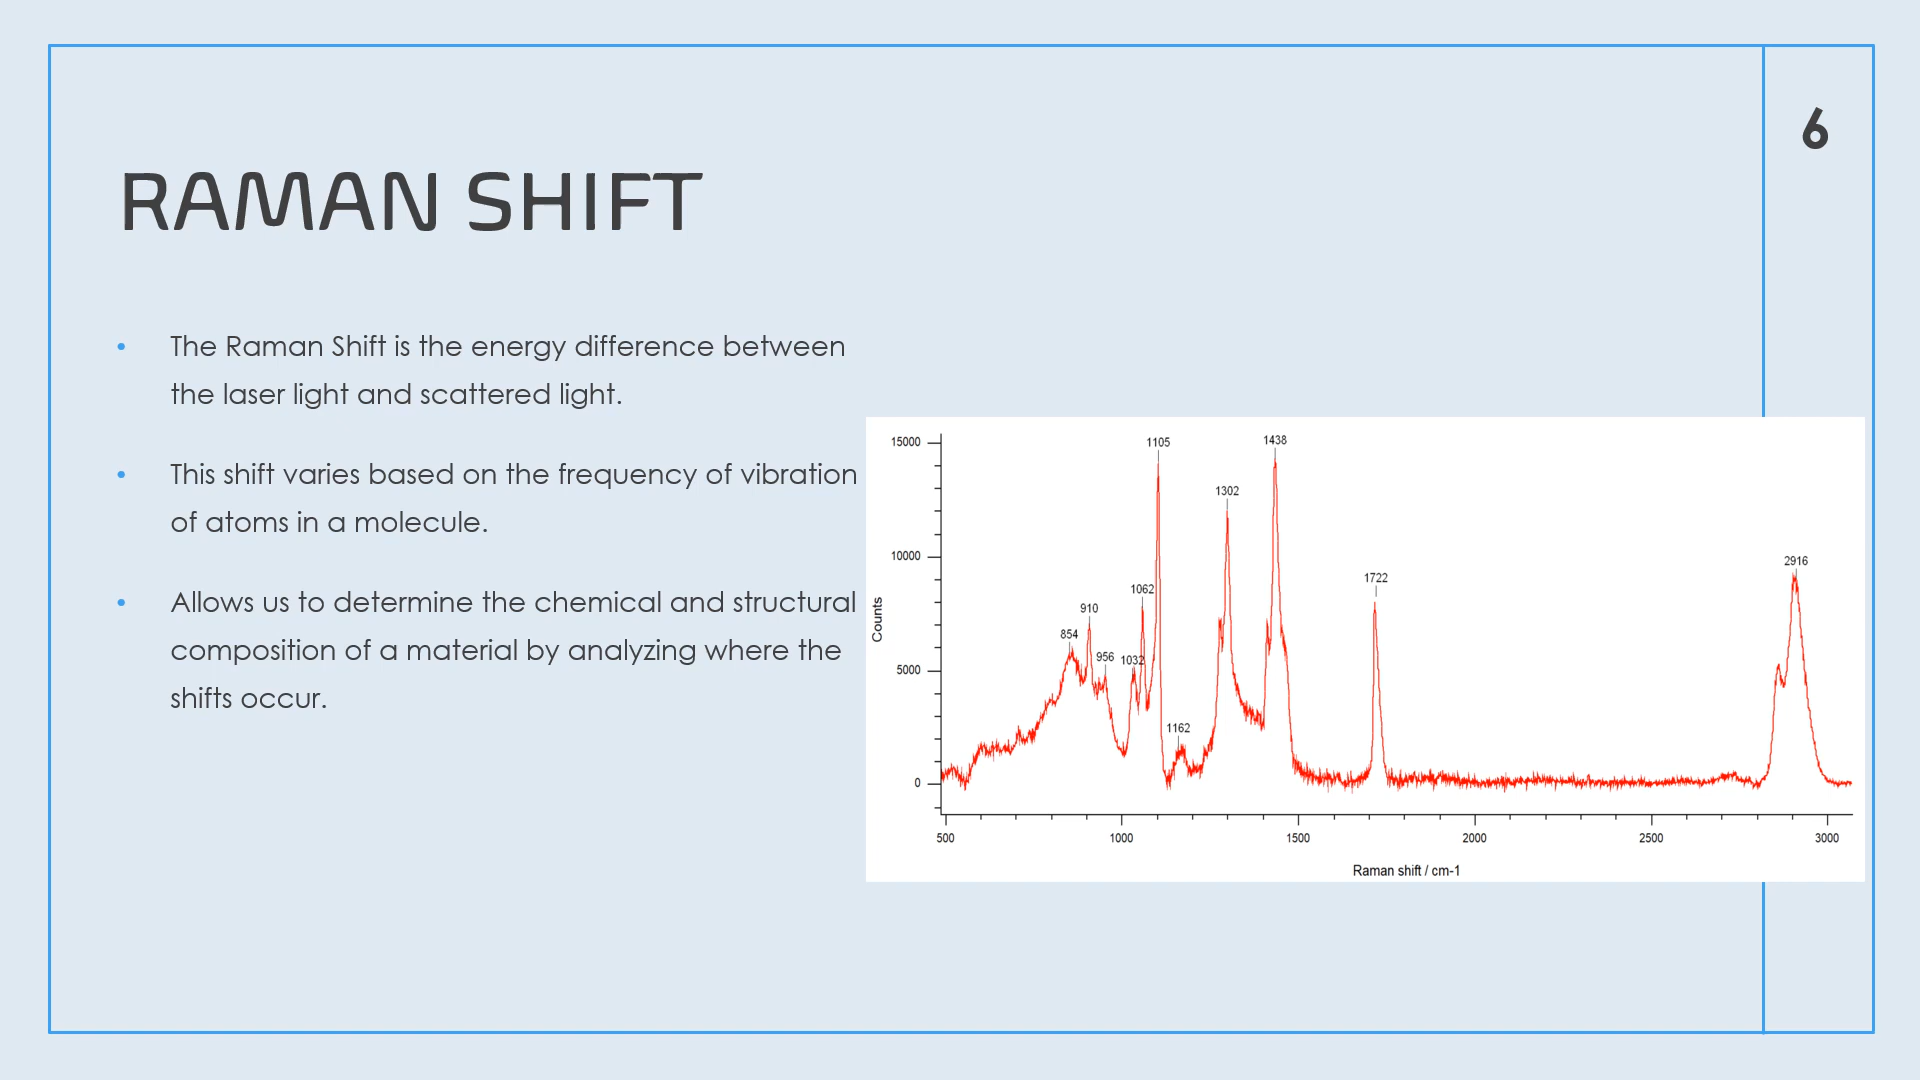 6
RAMAN SHIFT
• The Raman Shift is the energy difference between
the laser light and scattered light.
• This shift varies based on the frequency of vibration
of atoms in a molecule.
• Allows us to determine the chemical and structural
composition of a material by analyzing where the
shifts occur.
15000
10000
5000
0
Counts
854
910
956
1032
1062
1105
1162
1302
1438
1722
2916
500 1000 1500 2000 2500 3000
Raman shift / cm-1